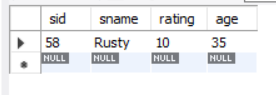 sid sname rating age
58 Rusty 10 35
NULL NULL NULL NULL